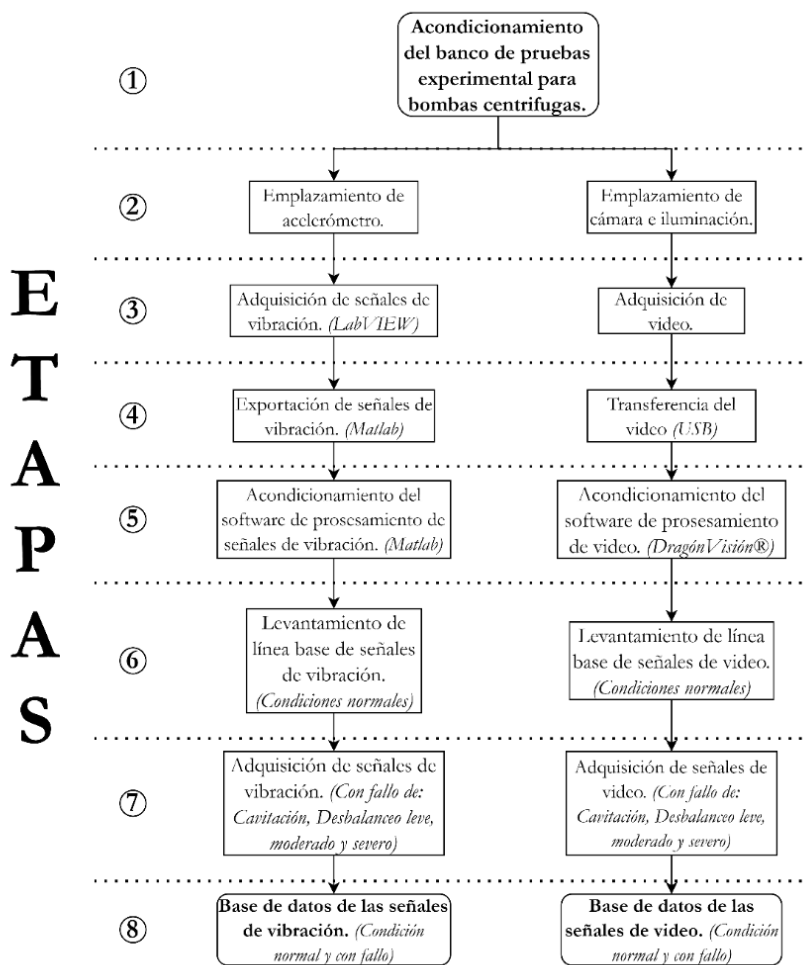 Acondicionamiento
del banco de pruebas
experimental para
bombas centrifugas.
①
②
Emplazamiento de
acelerómetro.
Emplazamiento de
cámara e iluminación.
③
Adquisición de señales de
vibración. (LabVIEW)
Adquisición de
video.
④
Exportación de señales de
vibración. (Matlab)
Transferencia del
video (USB)
⑤
Acondicionamiento del
software de prosesamiento de
señales de vibración. (Matlab)
Acondicionamiento del
software de prosesamiento
de video. (DragónVisión®)
⑥
Levantamiento de
línea base de señales
de vibración.
(Condiciones normales)
Levantamiento de línea
base de señales de video.
(Condiciones normales)
⑦
Adquisición de señales de
vibración. (Con fallo de:
Cavitación, Desbalanceo leve,
moderado y severo)
Adquisición de señales de
video. (Con fallo de:
Cavitación, Desbalanceo leve,
moderado y severo)
⑧
Base de datos de las señales
de vibración. (Condición
normal y con fallo)
Base de datos de las
señales de video. (Condición
normal y con fallo)
E
T
A
P
A
S